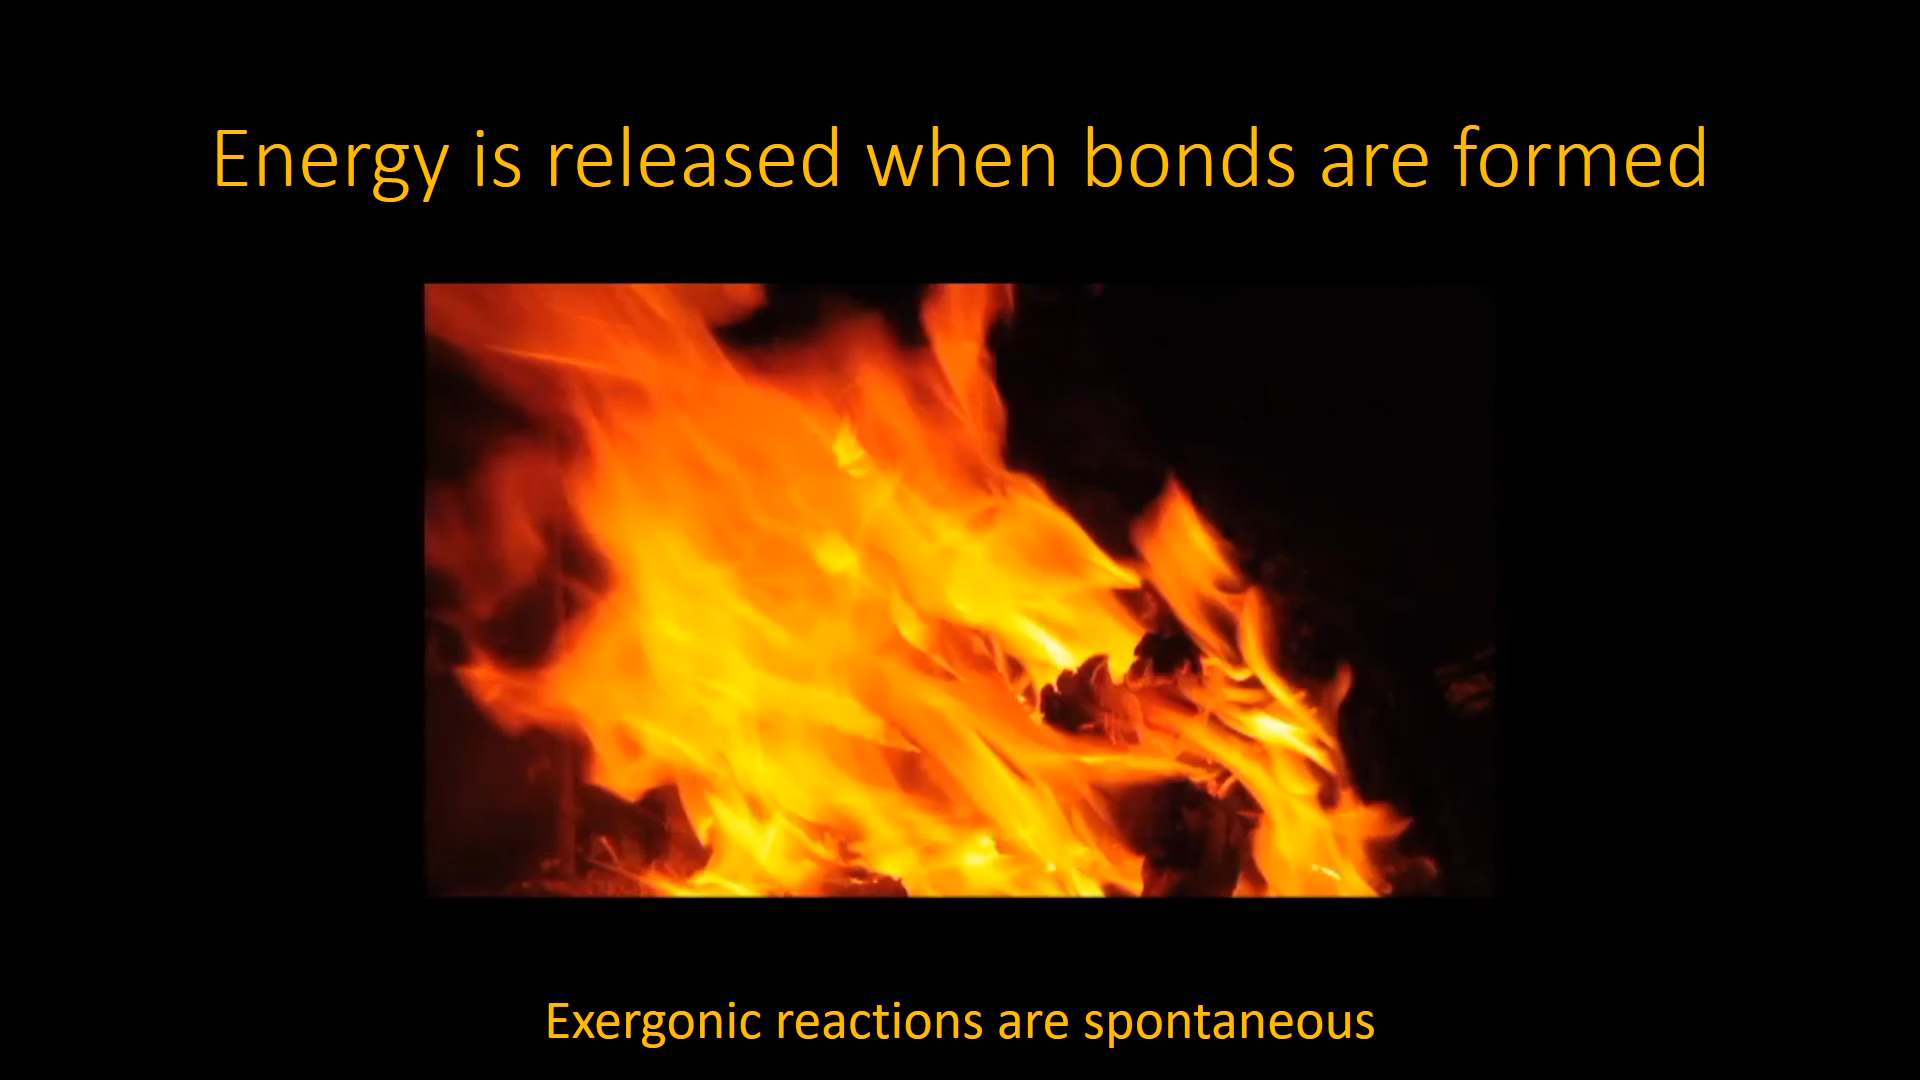 Energy is released when bonds are formed
Exergonic reactions are spontaneous